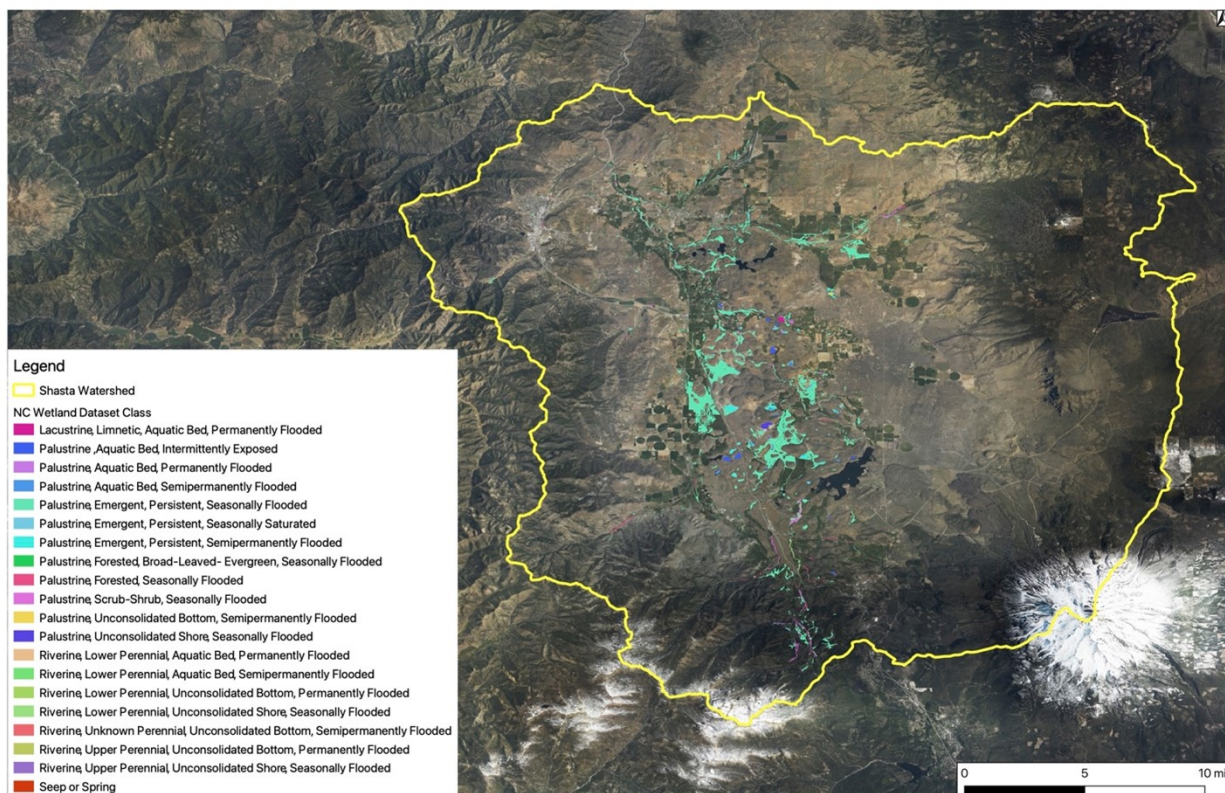 Legend
Shasta Watershed
NC Wetland Dataset Class
Lacustrine, Limnetic, Aquatic Bed, Permanently Flooded
Palustrine ,Aquatic Bed, Intermittently Exposed
Palustrine, Aquatic Bed, Permanently Flooded
Palustrine, Aquatic Bed, Semipermanently Flooded
Palustrine, Emergent, Persistent, Seasonally Flooded
Palustrine, Emergent, Persistent, Seasonally Saturated
Palustrine, Emergent, Persistent, Semipermanently Flooded
Palustrine, Forested, Broad-Leaved- Evergreen, Seasonally Flooded
Palustrine, Forested, Seasonally Flooded
Palustrine, Scrub-Shrub, Seasonally Flooded
Palustrine, Unconsolidated Bottom, Semipermanently Flooded
Palustrine, Unconsolidated Shore, Seasonally Flooded
Riverine, Lower Perennial, Aquatic Bed, Permanently Flooded
Riverine, Lower Perennial, Aquatic Bed, Semipermanently Flooded
Riverine, Lower Perennial, Unconsolidated Bottom, Permanently Flooded
Riverine, Lower Perennial, Unconsolidated Shore, Seasonally Flooded
Riverine, Unknown Perennial, Unconsolidated Bottom, Semipermanently Flooded
Riverine, Upper Perennial, Unconsolidated Bottom, Permanently Flooded
Riverine, Upper Perennial, Unconsolidated Shore, Seasonally Flooded
Seep or Spring
0 5 10 mi